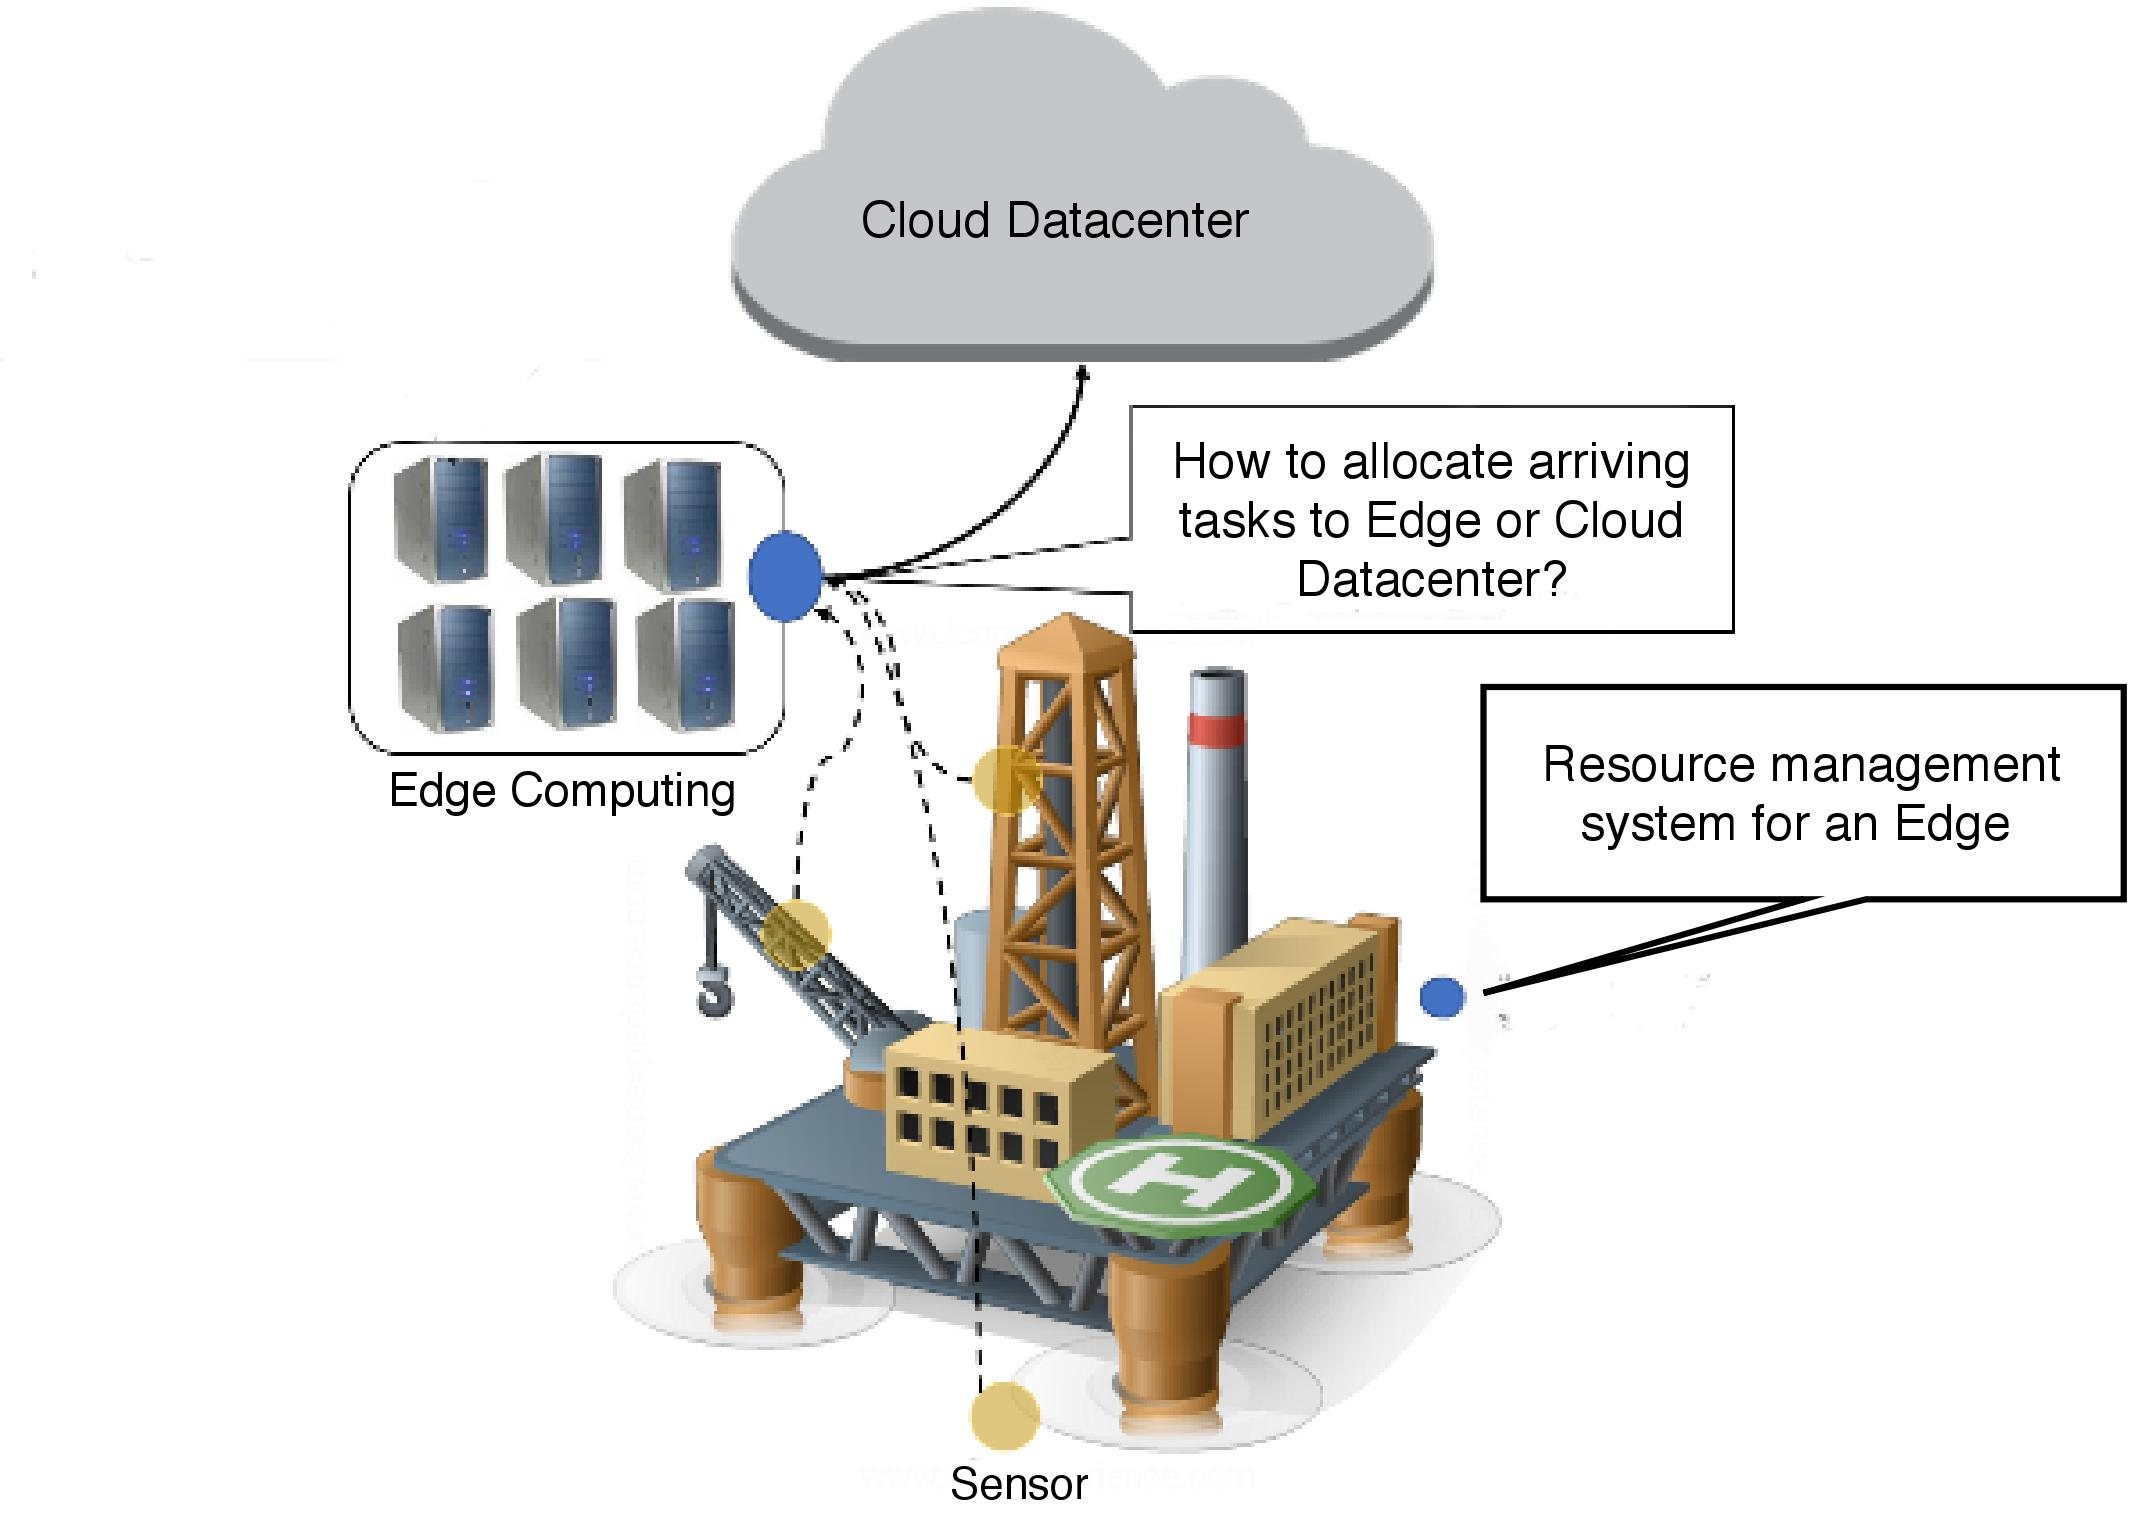 Cloud Datacenter
How to allocate arriving
tasks to Edge or Cloud
Datacenter?
Edge Computing
Resource management
system for an Edge
H
Sensor